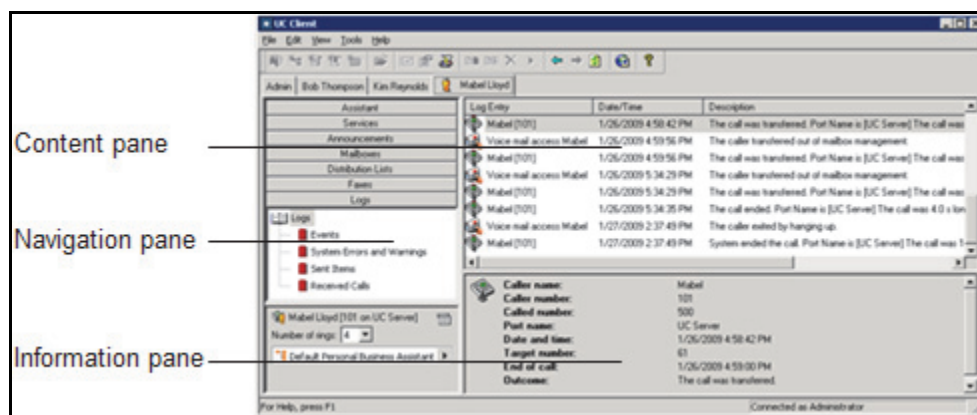 UC Client
File Edit View Tools Help
Admin Bob Thompson Kim Reynolds Mabel Lloyd
Content pane
Navigation pane
Information pane
Assistant
Services
Announcements
Mailboxes
Distribution Lists
Faxes
Logs
Logs
Events
System Errors and Warnings
Sent Items
Received Calls
Mabel Lloyd [101 on UC Server]
Number of rings: 4
Default Personal Business Assistant
Log Entry Date/Time Description
Mabel [101] 1/26/2009 4:58:42 PM The call was transferred. Port Name is [UC Server] The call was
Voice mail access Mabel 1/26/2009 4:59:56 PM The caller transferred out of mailbox management.
Mabel [101] 1/26/2009 4:59:56 PM The call was transferred. Port Name is [UC Server] The call was
Voice mail access Mabel 1/26/2009 5:34:29 PM The caller transferred out of mailbox management.
Mabel [101] 1/26/2009 5:34:29 PM The call was transferred. Port Name is [UC Server] The call was
Mabel [101] 1/26/2009 5:34:35 PM The call ended. Port Name is [UC Server] The call was 4.0 s lon
Voice mail access Mabel 1/27/2009 2:37:49 PM The caller exited by hanging up.
Mabel [101] 1/27/2009 2:37:49 PM System ended the call. Port Name is [UC Server] The call was 1
Caller name: Mabel
Caller number: 101
Called number: 500
Port name: UC Server
Date and time: 1/26/2009 4:58:42 PM
Target number: 61
End of call: 1/26/2009 4:59:00 PM
Outcome: The call was transferred.
For Help, press F1
Connected as Administrator